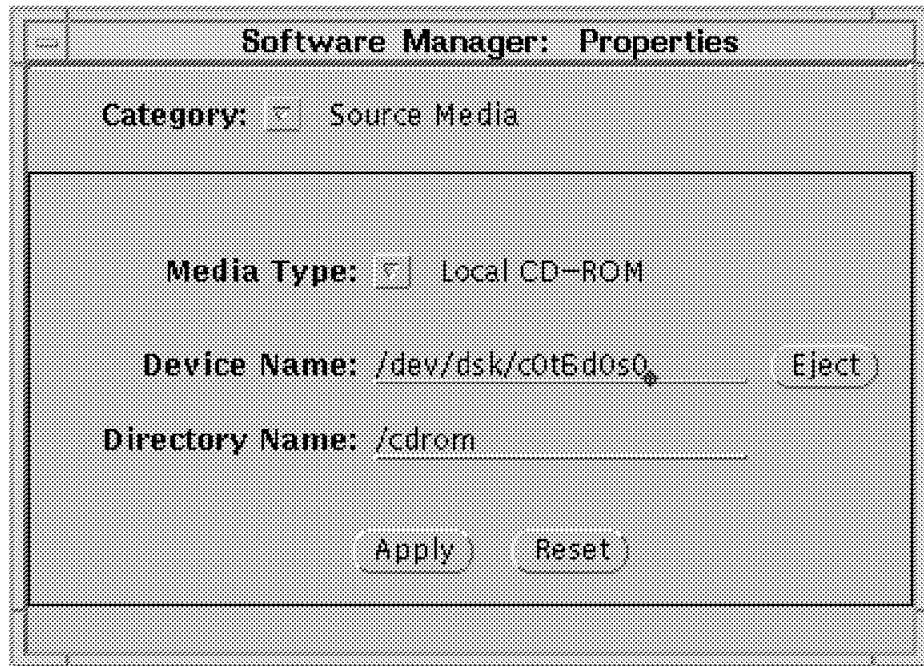 Software Manager: Properties
Category: Source Media
Media Type: Local CD-ROM
Device Name: /dev/dsk/c0t6d0s0 Eject
Directory Name: /cdrom
Apply Reset